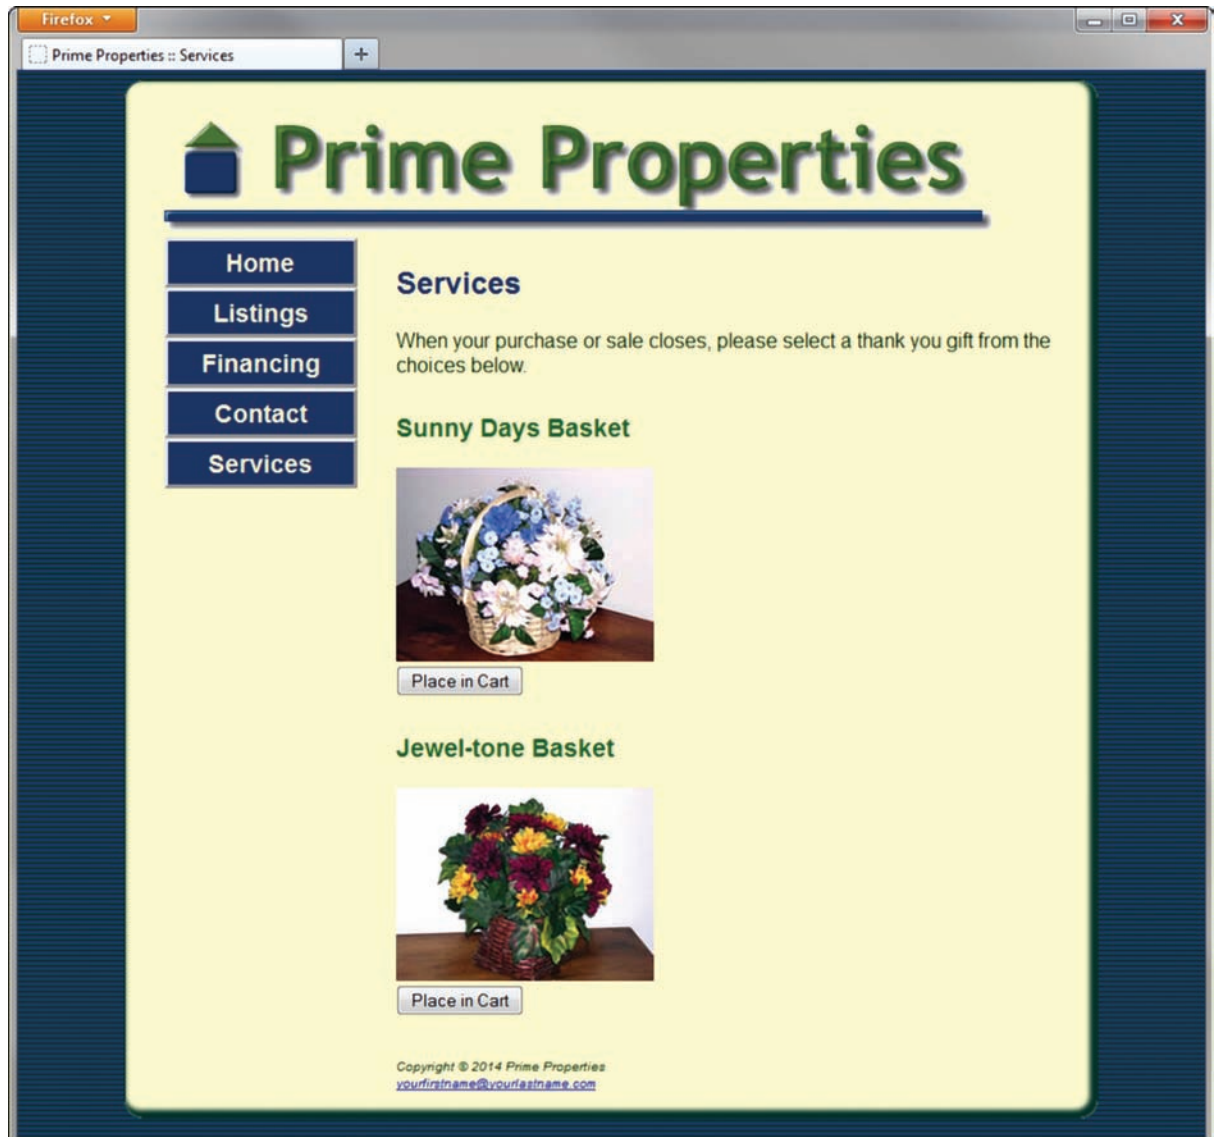 Firefox
Prime Properties :: Services
+
Prime Properties
Home
Listings
Financing
Contact
Services
Services
When your purchase or sale closes, please select a thank you gift from the
choices below.
Sunny Days Basket
Place in Cart
Jewel-tone Basket
Place in Cart
Copyright © 2014 Prime Properties
yourfirstname@yourlastname.com